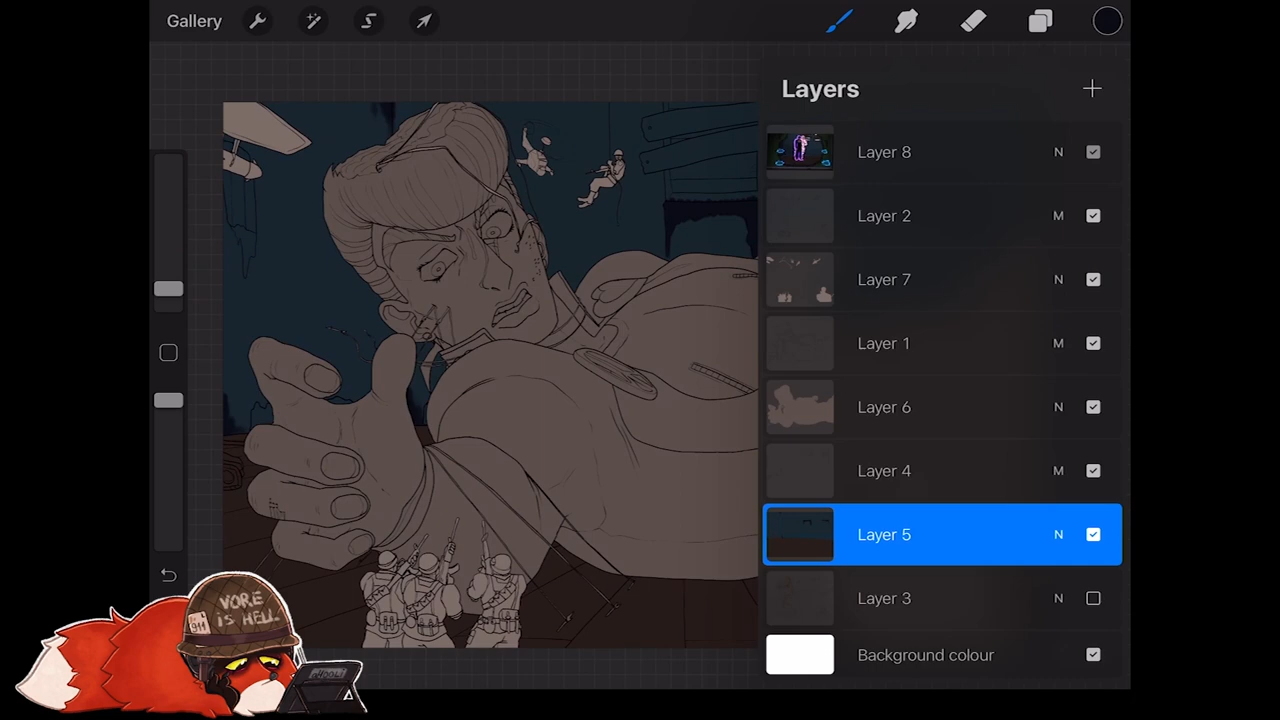 Gallery
Layers
Layer 8 N
Layer 2 M
Layer 7 N
Layer 1 M
Layer 6 N
Layer 4 M
Layer 5 N
Layer 3 N
Background colour
VORE
iS HELL
911